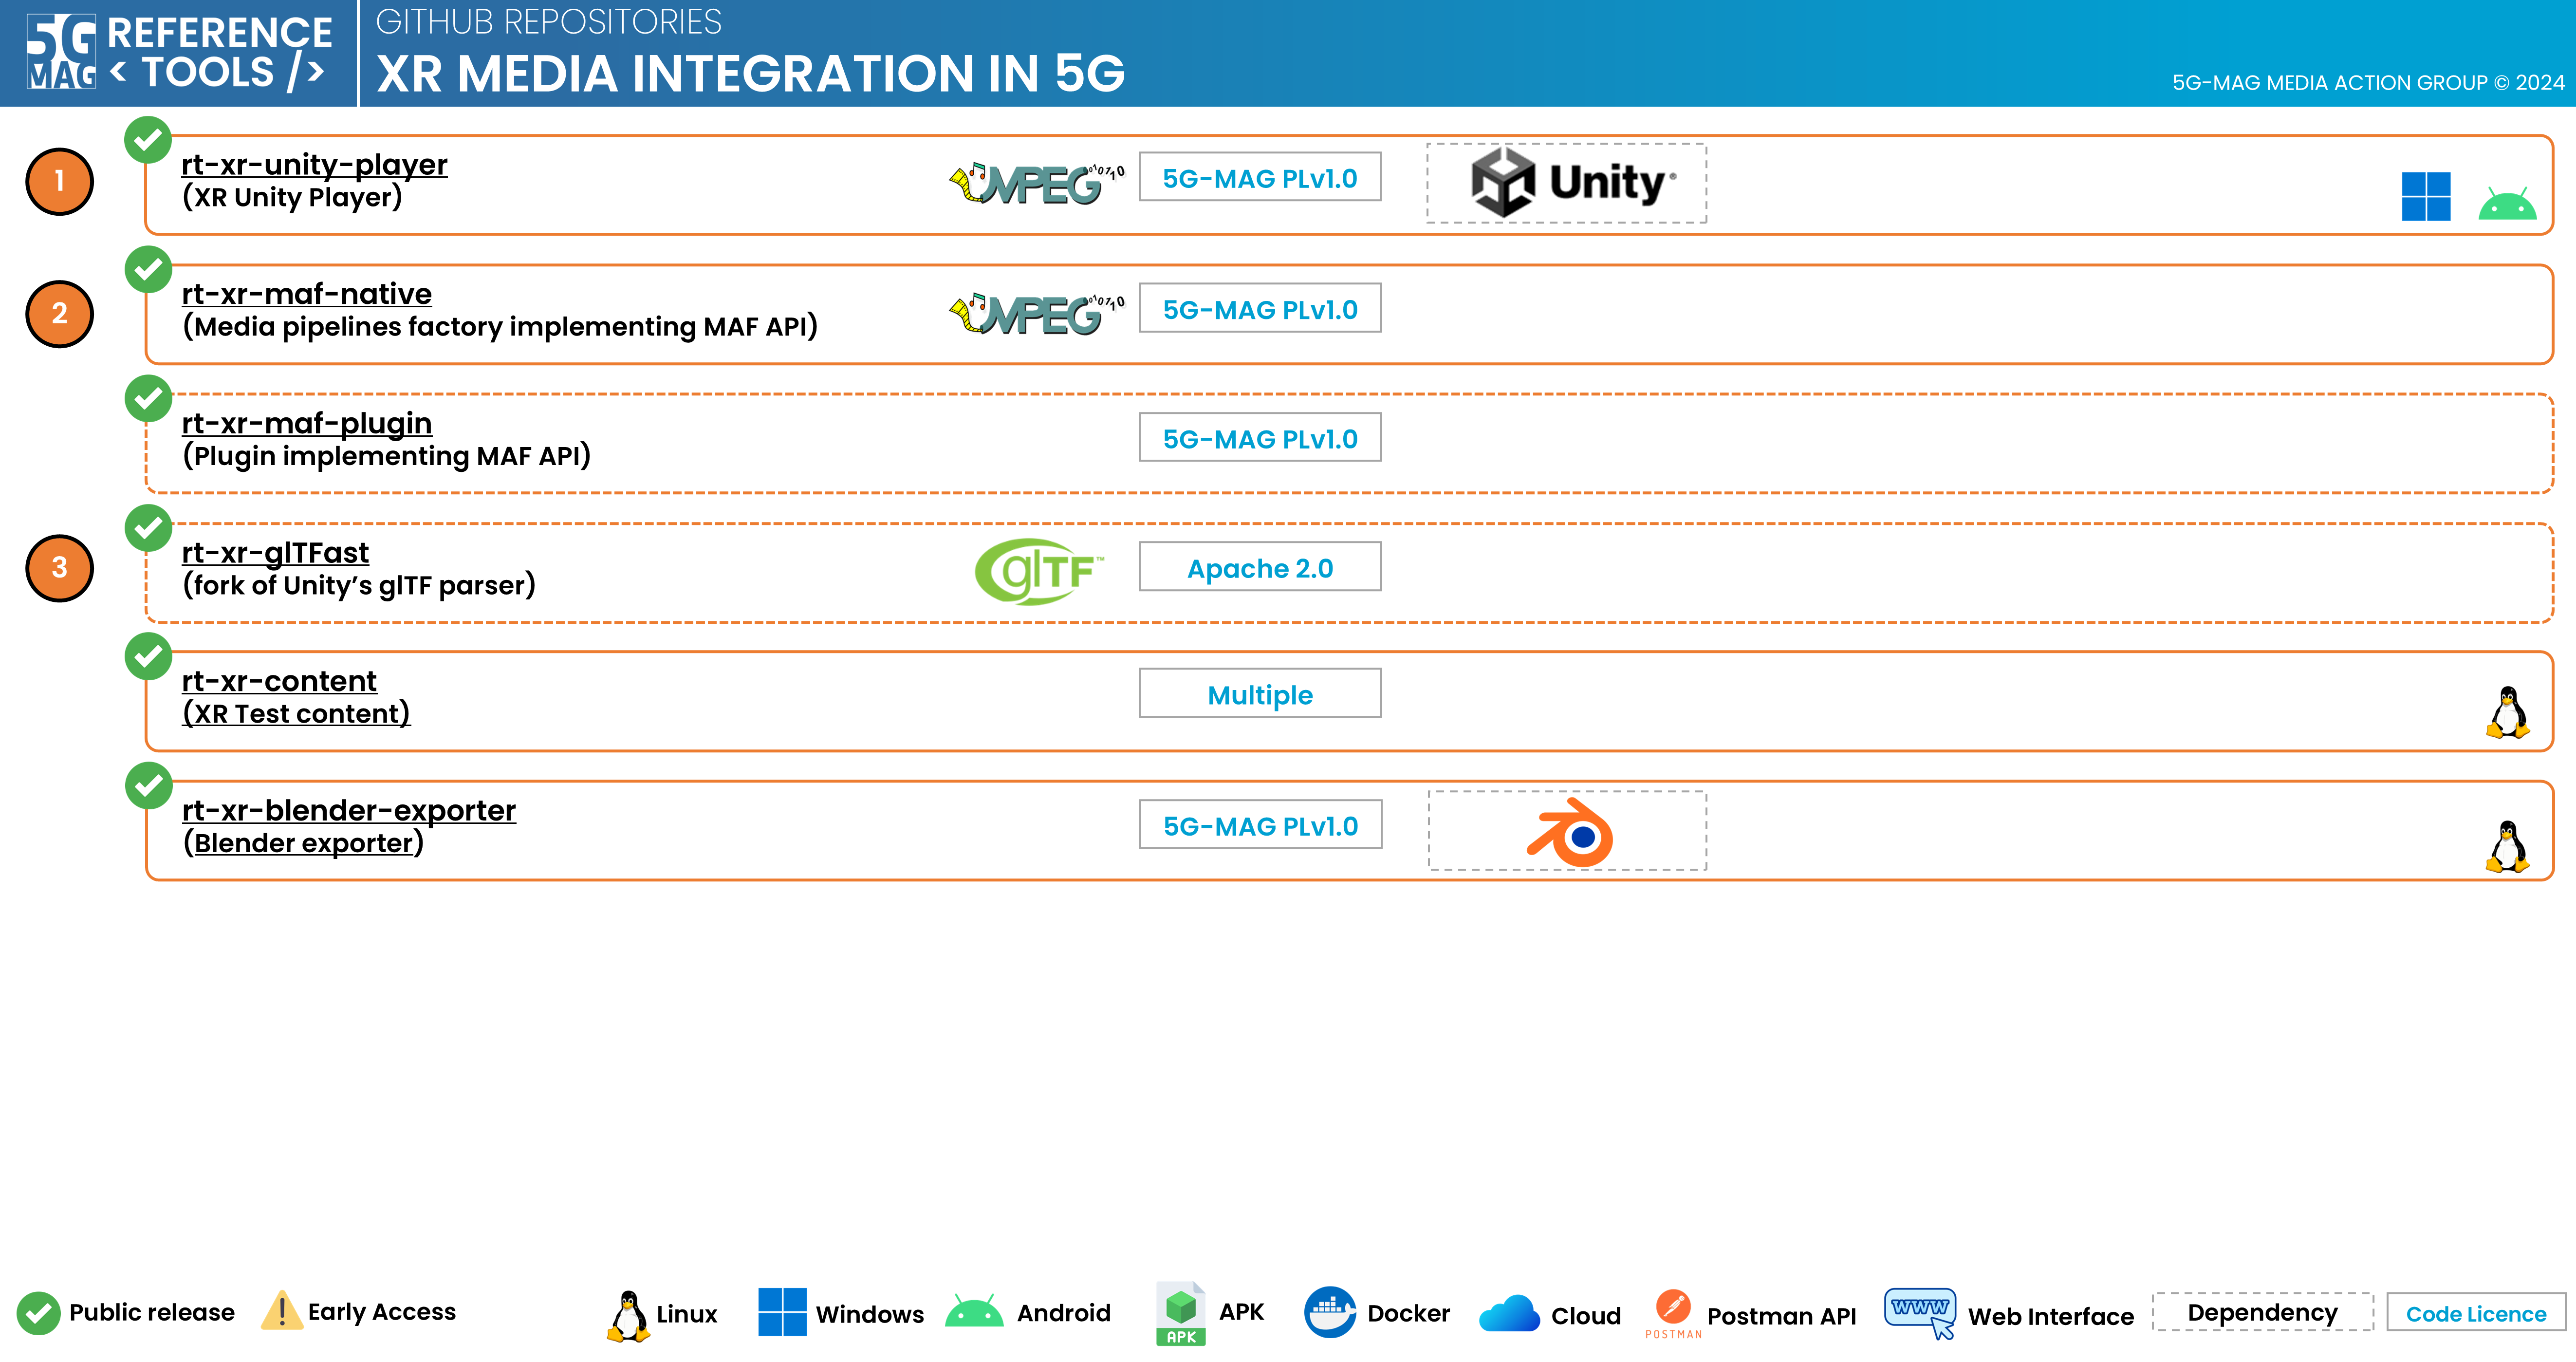 5G
MAG
REFERENCE
< TOOLS />
GITHUB REPOSITORIES
XR MEDIA INTEGRATION IN 5G
5G-MAG MEDIA ACTION GROUP © 2024
1
rt-xr-unity-player
(XR Unity Player)
MPEG
5G-MAG PLv1.0
Unity®
2
rt-xr-maf-native
(Media pipelines factory implementing MAF API)
MPEG
5G-MAG PLv1.0
rt-xr-maf-plugin
(Plugin implementing MAF API)
5G-MAG PLv1.0
3
rt-xr-glTFast
(fork of Unity’s glTF parser)
glTF™
Apache 2.0
rt-xr-content
(XR Test content)
Multiple
rt-xr-blender-exporter
(Blender exporter)
5G-MAG PLv1.0
Public release
Early Access
Linux
Windows
Android
APK
APK
Docker
Cloud
POSTMAN
Postman API
WWW
Web Interface
Dependency
Code Licence